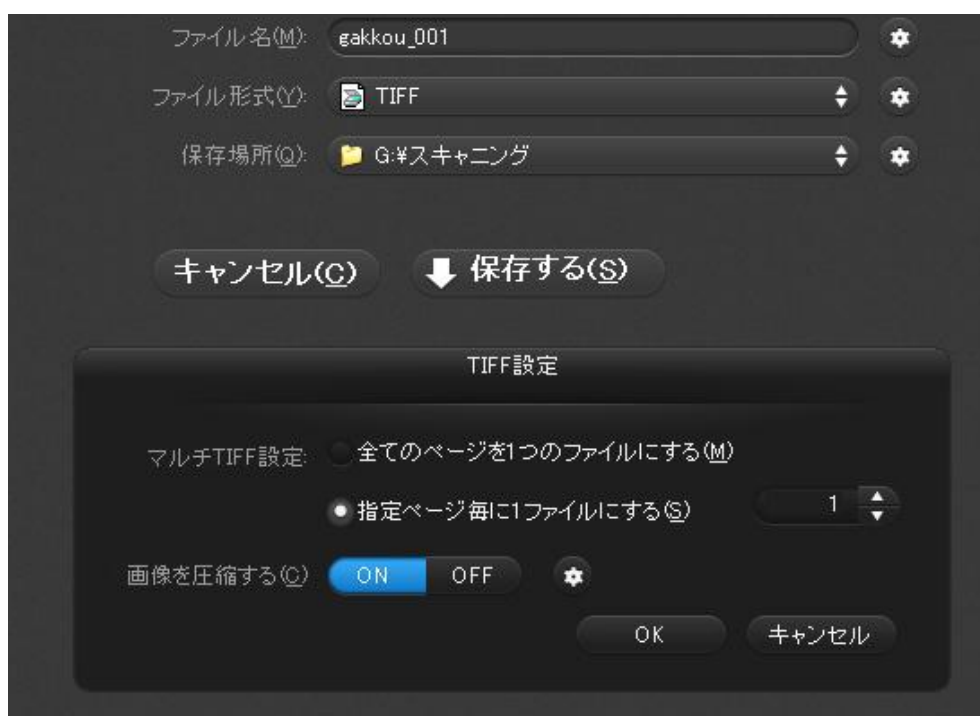 ファイル名(M): gakkou_001
ファイル形式(Y): TIFF
保存場所(Q): G:¥スキャニング
キャンセル(C) 保存する(S)
TIFF設定
マルチTIFF設定: 全てのページを1つのファイルにする(M)
指定ページ毎に1ファイルにする(S) 1
画像を圧縮する(C) ON OFF
OK キャンセル